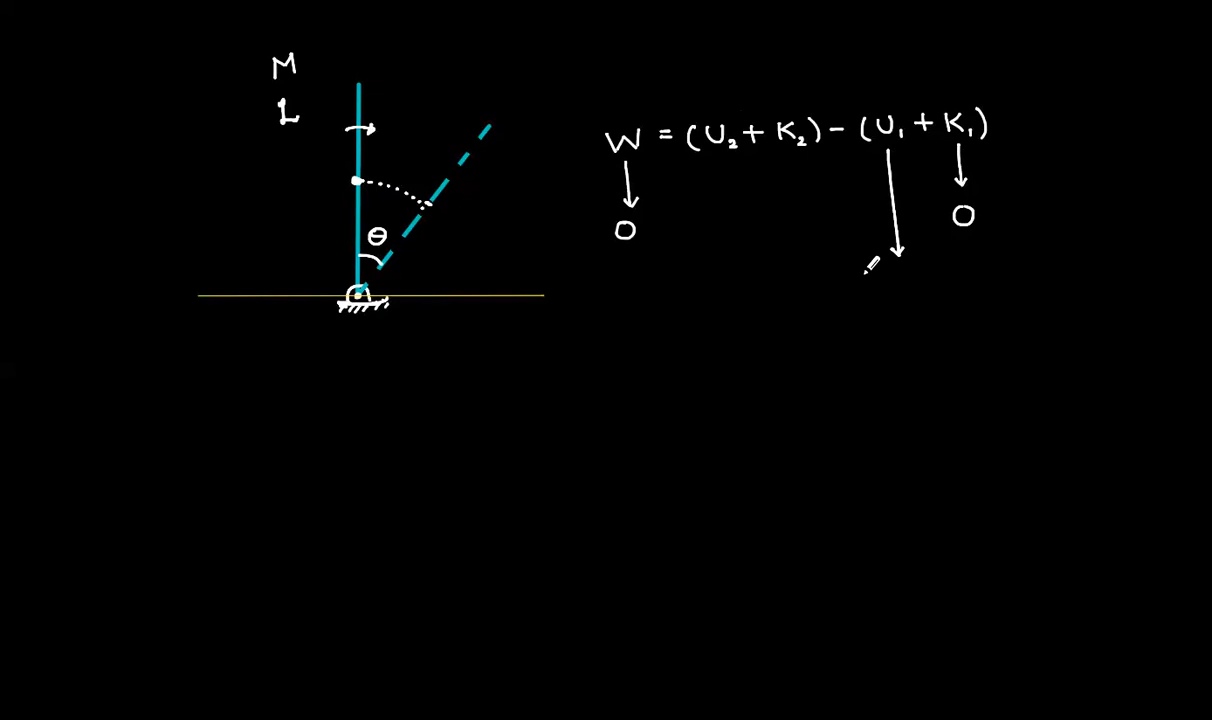 M
L
θ
W = (U₂ + K₂) - (U₁ + K₁)
0
0